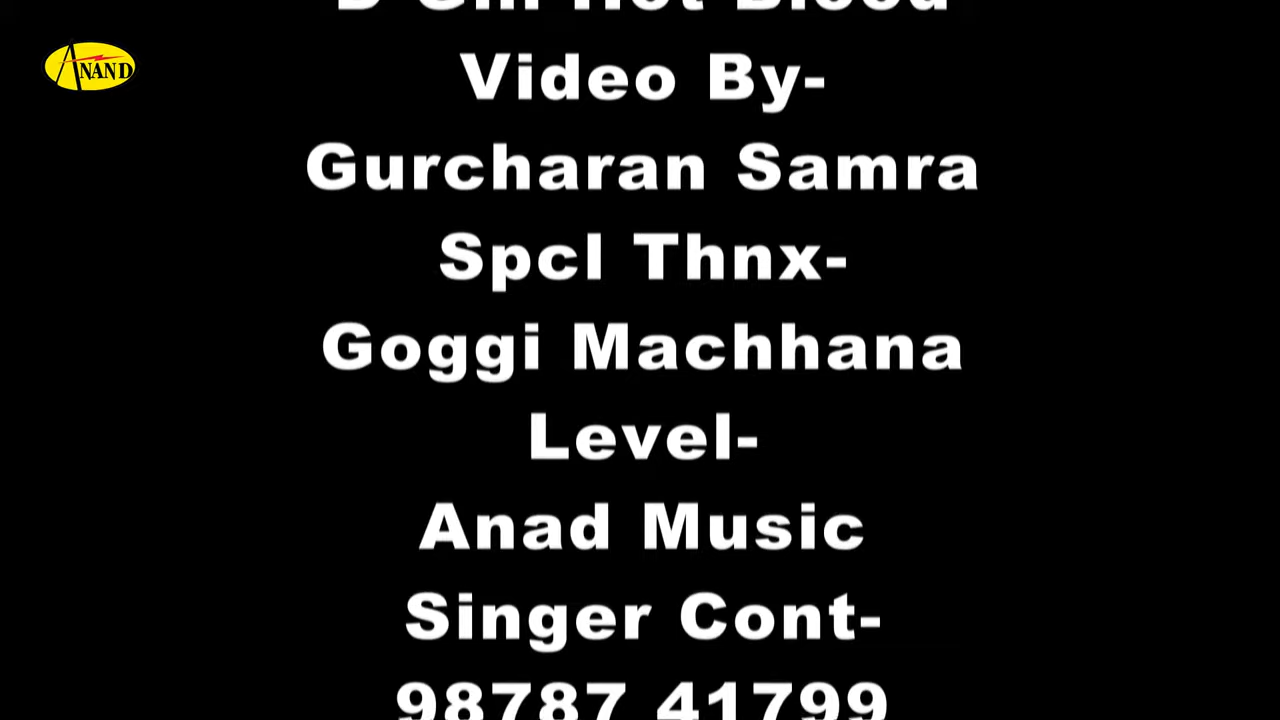 ANAND
Video By-
Gurcharan Samra
Spcl Thnx-
Goggi Machhana
Level-
Anad Music
Singer Cont-
98787 41799